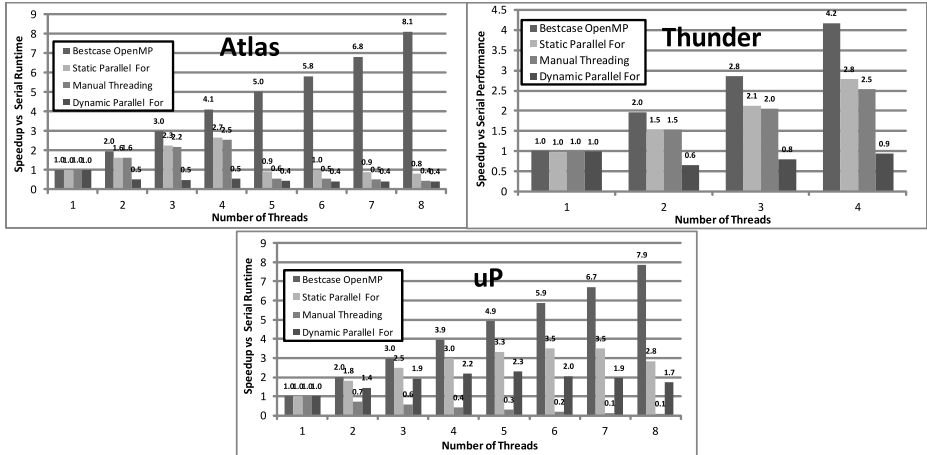 Atlas
Speedup vs Serial Runtime
9
8
7
6
5
4
3
2
1
0
Bestcase OpenMP
Static Parallel For
Manual Threading
Dynamic Parallel For
1.0 1.0 1.0 1.0
2.0 1.6 1.6 0.5
3.0 2.3 2.2 0.5
4.1 2.7 2.5 0.5
5.0 0.9 0.6 0.4
5.8 1.0 0.5 0.4
6.8 0.9 0.5 0.4
8.1 0.8 0.4 0.4
1 2 3 4 5 6 7 8
Number of Threads
Thunder
Speedup vs Serial Performance
4.5
4
3.5
3
2.5
2
1.5
1
0.5
0
Bestcase OpenMP
Static Parallel For
Manual Threading
Dynamic Parallel For
1.0 1.0 1.0 1.0
2.0 1.5 1.5 0.6
2.8 2.1 2.0 0.8
4.2 2.8 2.5 0.9
1 2 3 4
Number of Threads
uP
Speedup vs Serial Runtime
9
8
7
6
5
4
3
2
1
0
Bestcase OpenMP
Static Parallel For
Manual Threading
Dynamic Parallel For
1.0 1.0 1.0 1.0
2.0 1.8 0.7 1.4
3.0 2.5 0.6 1.9
3.9 3.0 0.4 2.2
4.9 3.3 0.3 2.3
5.9 3.5 0.2 2.0
6.7 3.5 0.1 1.9
7.9 2.8 0.1 1.7
1 2 3 4 5 6 7 8
Number of Threads